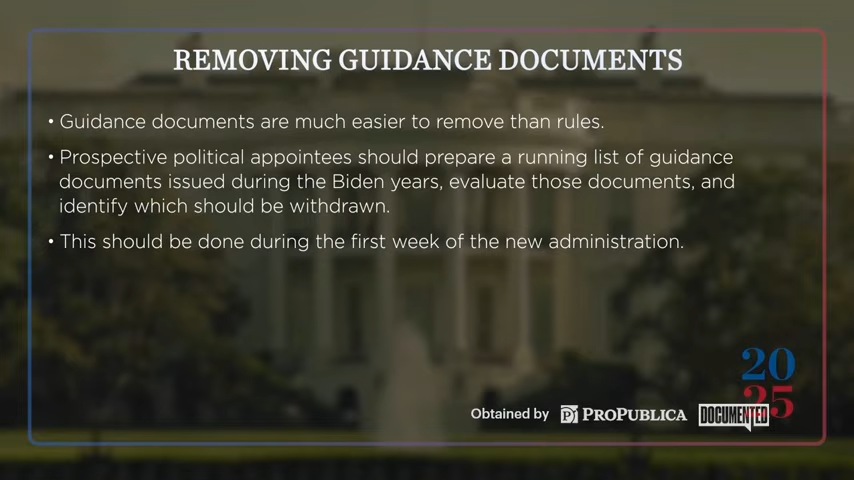 REMOVING GUIDANCE DOCUMENTS
• Guidance documents are much easier to remove than rules.
• Prospective political appointees should prepare a running list of guidance
documents issued during the Biden years, evaluate those documents, and
identify which should be withdrawn.
• This should be done during the first week of the new administration.
20
25
Obtained by PROPUBLICA DOCUMENTED